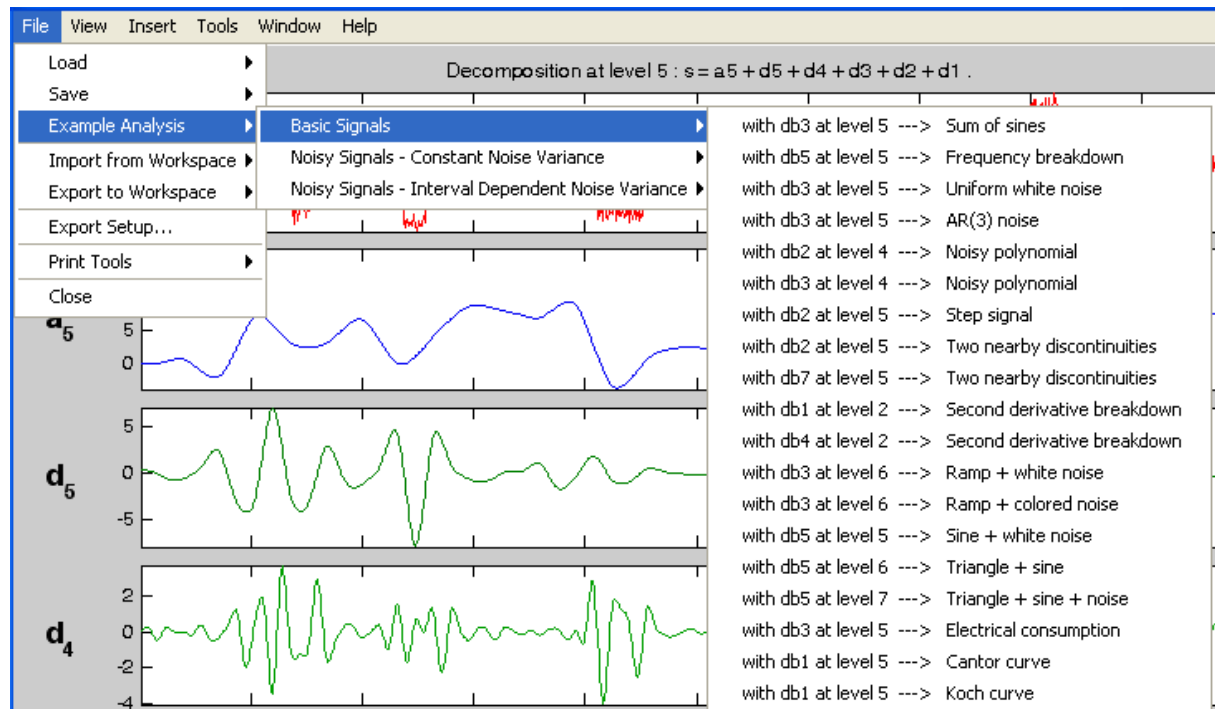 File View Insert Tools Window Help
Load
Save
Example Analysis
Import from Workspace
Export to Workspace
Export Setup...
Print Tools
Close
Decomposition at level 5 : s = a5 + d5 + d4 + d3 + d2 + d1 .
Basic Signals
Noisy Signals - Constant Noise Variance
Noisy Signals - Interval Dependent Noise Variance
with db3 at level 5 ---> Sum of sines
with db5 at level 5 ---> Frequency breakdown
with db3 at level 5 ---> Uniform white noise
with db3 at level 5 ---> AR(3) noise
with db2 at level 4 ---> Noisy polynomial
with db3 at level 4 ---> Noisy polynomial
with db2 at level 5 ---> Step signal
with db2 at level 5 ---> Two nearby discontinuities
with db7 at level 5 ---> Two nearby discontinuities
with db1 at level 2 ---> Second derivative breakdown
with db4 at level 2 ---> Second derivative breakdown
with db3 at level 6 ---> Ramp + white noise
with db3 at level 6 ---> Ramp + colored noise
with db5 at level 5 ---> Sine + white noise
with db5 at level 6 ---> Triangle + sine
with db5 at level 7 ---> Triangle + sine + noise
with db3 at level 5 ---> Electrical consumption
with db1 at level 5 ---> Cantor curve
with db1 at level 5 ---> Koch curve
a5
5
0
d5
5
0
-5
d4
2
0
-2
-4